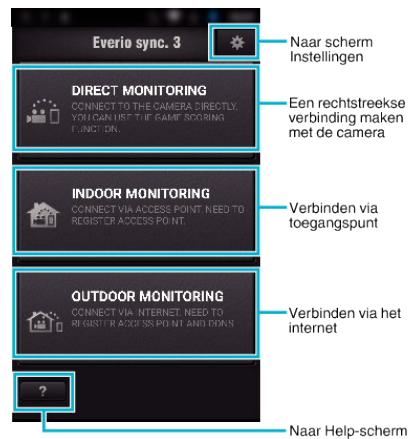 Everio sync. 3
Naar scherm
Instellingen
DIRECT MONITORING
CONNECT TO THE CAMERA DIRECTLY.
YOU CAN USE THE GAME SCORING
FUNCTION.
Een rechtstreekse
verbinding maken
met de camera
INDOOR MONITORING
CONNECT VIA ACCESS POINT. NEED TO
REGISTER ACCESS POINT.
Verbinden via
toegangspunt
OUTDOOR MONITORING
CONNECT VIA INTERNET. NEED TO
REGISTER ACCESS POINT AND DDNS
Verbinden via het
internet
?
Naar Help-scherm